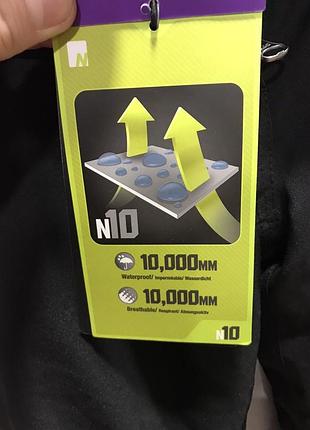 M
N10
10,000MM
Waterproof/ Imperméable/ Wasserdicht
10,000MM
Breathable/ Respirant/ Atmungsaktiv
N10